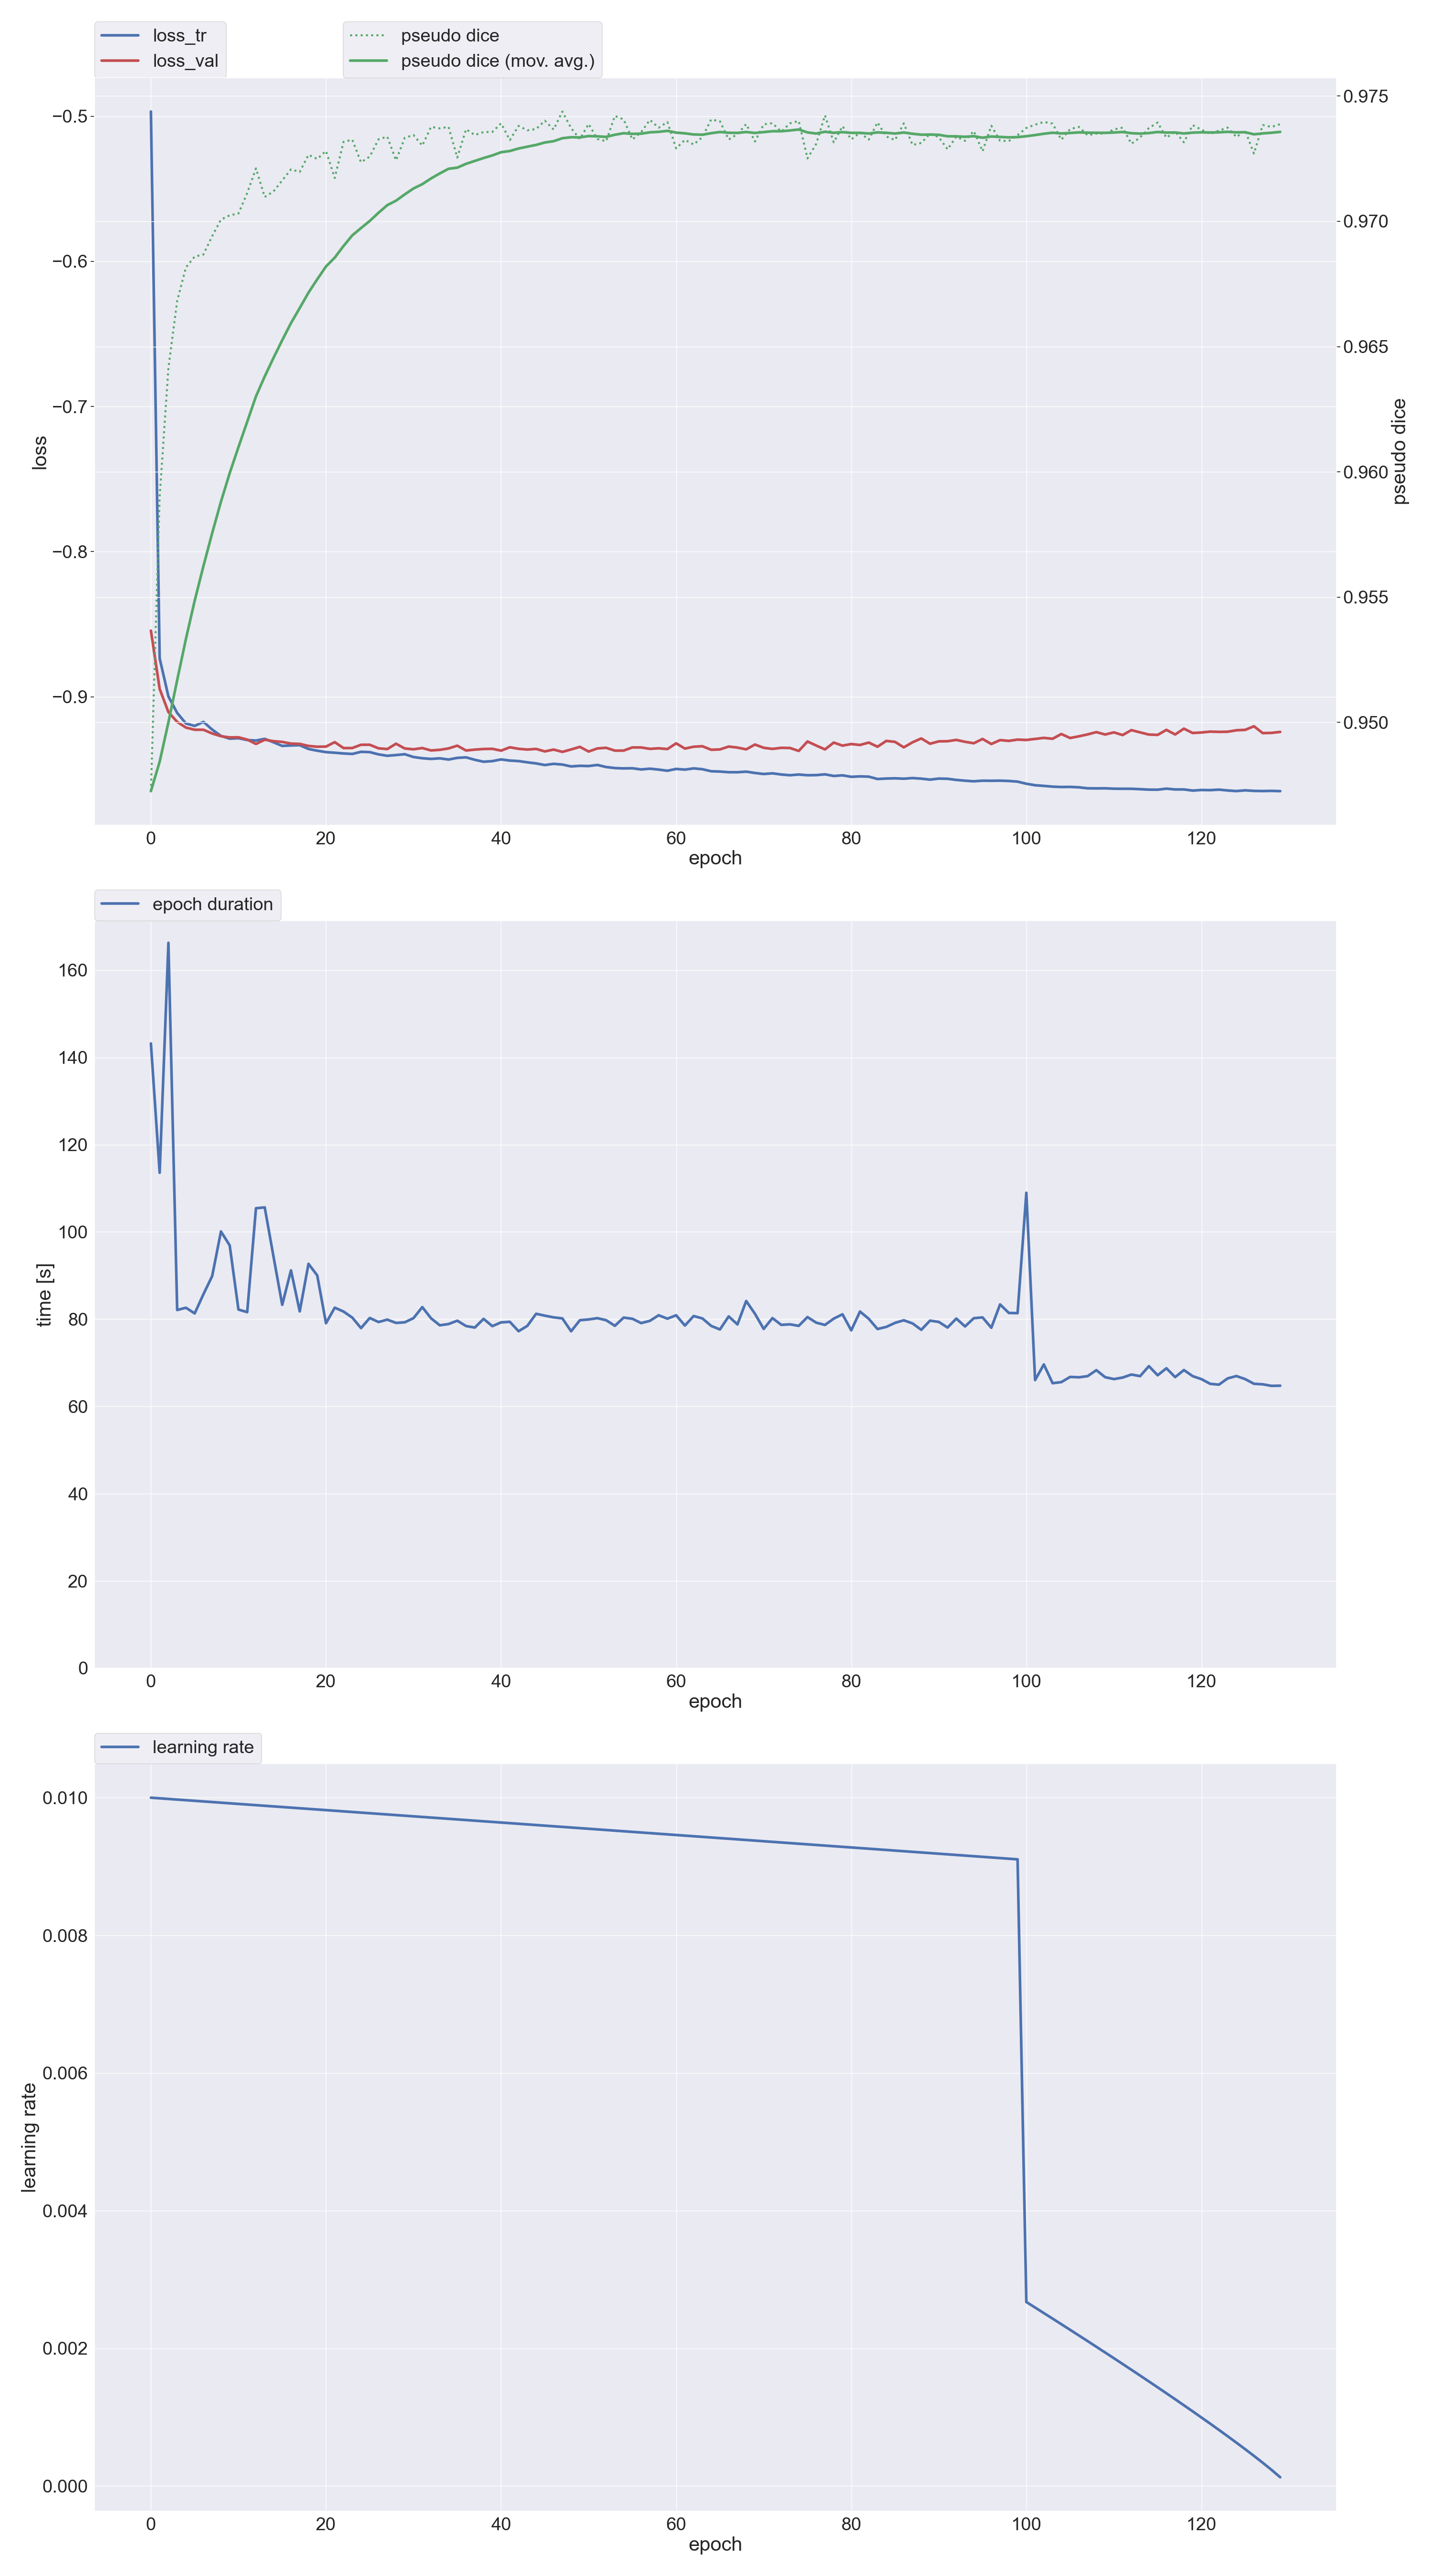 loss_tr
loss_val
pseudo dice
pseudo dice (mov. avg.)
−0.5
−0.6
−0.7
−0.8
−0.9
loss
0.975
0.970
0.965
0.960
0.955
0.950
pseudo dice
0 20 40 60 80 100 120
epoch
epoch duration
160
140
120
100
80
60
40
20
0
time [s]
0 20 40 60 80 100 120
epoch
learning rate
0.010
0.008
0.006
0.004
0.002
0.000
learning rate
0 20 40 60 80 100 120
epoch